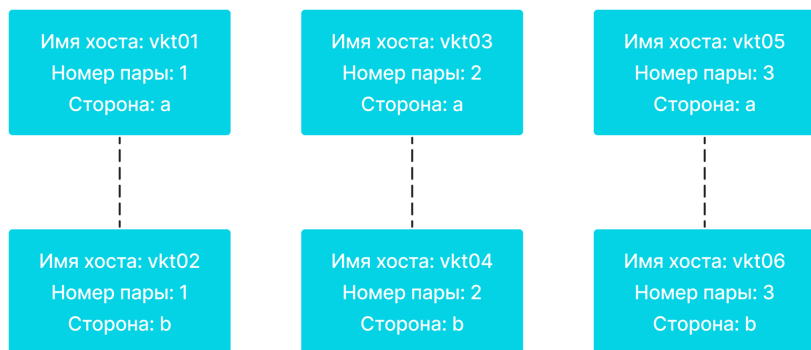 Имя хоста: vkt01
Номер пары: 1
Сторона: a
Имя хоста: vkt03
Номер пары: 2
Сторона: a
Имя хоста: vkt05
Номер пары: 3
Сторона: a
Имя хоста: vkt02
Номер пары: 1
Сторона: b
Имя хоста: vkt04
Номер пары: 2
Сторона: b
Имя хоста: vkt06
Номер пары: 3
Сторона: b